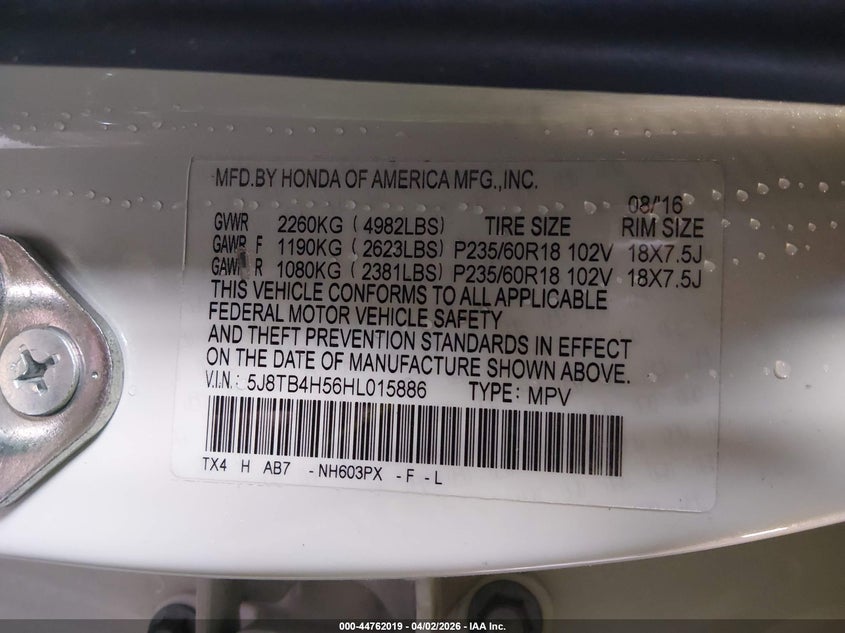 MFD.BY HONDA OF AMERICA MFG.,INC.
08/'16
GVWR 2260KG (4982LBS) TIRE SIZE RIM SIZE
GAWR F 1190KG (2623LBS) P235/60R18 102V 18X7.5J
GAWR R 1080KG (2381LBS) P235/60R18 102V 18X7.5J
THIS VEHICLE CONFORMS TO ALL APPLICABLE
FEDERAL MOTOR VEHICLE SAFETY
AND THEFT PREVENTION STANDARDS IN EFFECT
ON THE DATE OF MANUFACTURE SHOWN ABOVE.
V.I.N.: 5J8TB4H56HL015886 TYPE: MPV
TX4 H AB7 -NH603PX -F -L
000-44762019 - 04/02/2026 - IAA Inc.